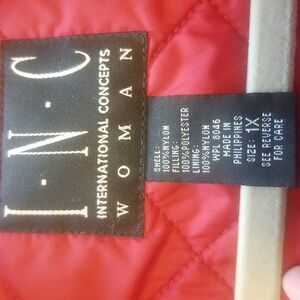 I·N·C
INTERNATIONAL CONCEPTS
WOMAN
SHELL:
100%NYLON
FILLING:
100%POLYESTER
LINING:
100%NYLON
WPL 8046
MADE IN
PHILIPPINES
SIZE: 1X
SEE REVERSE
FOR CARE